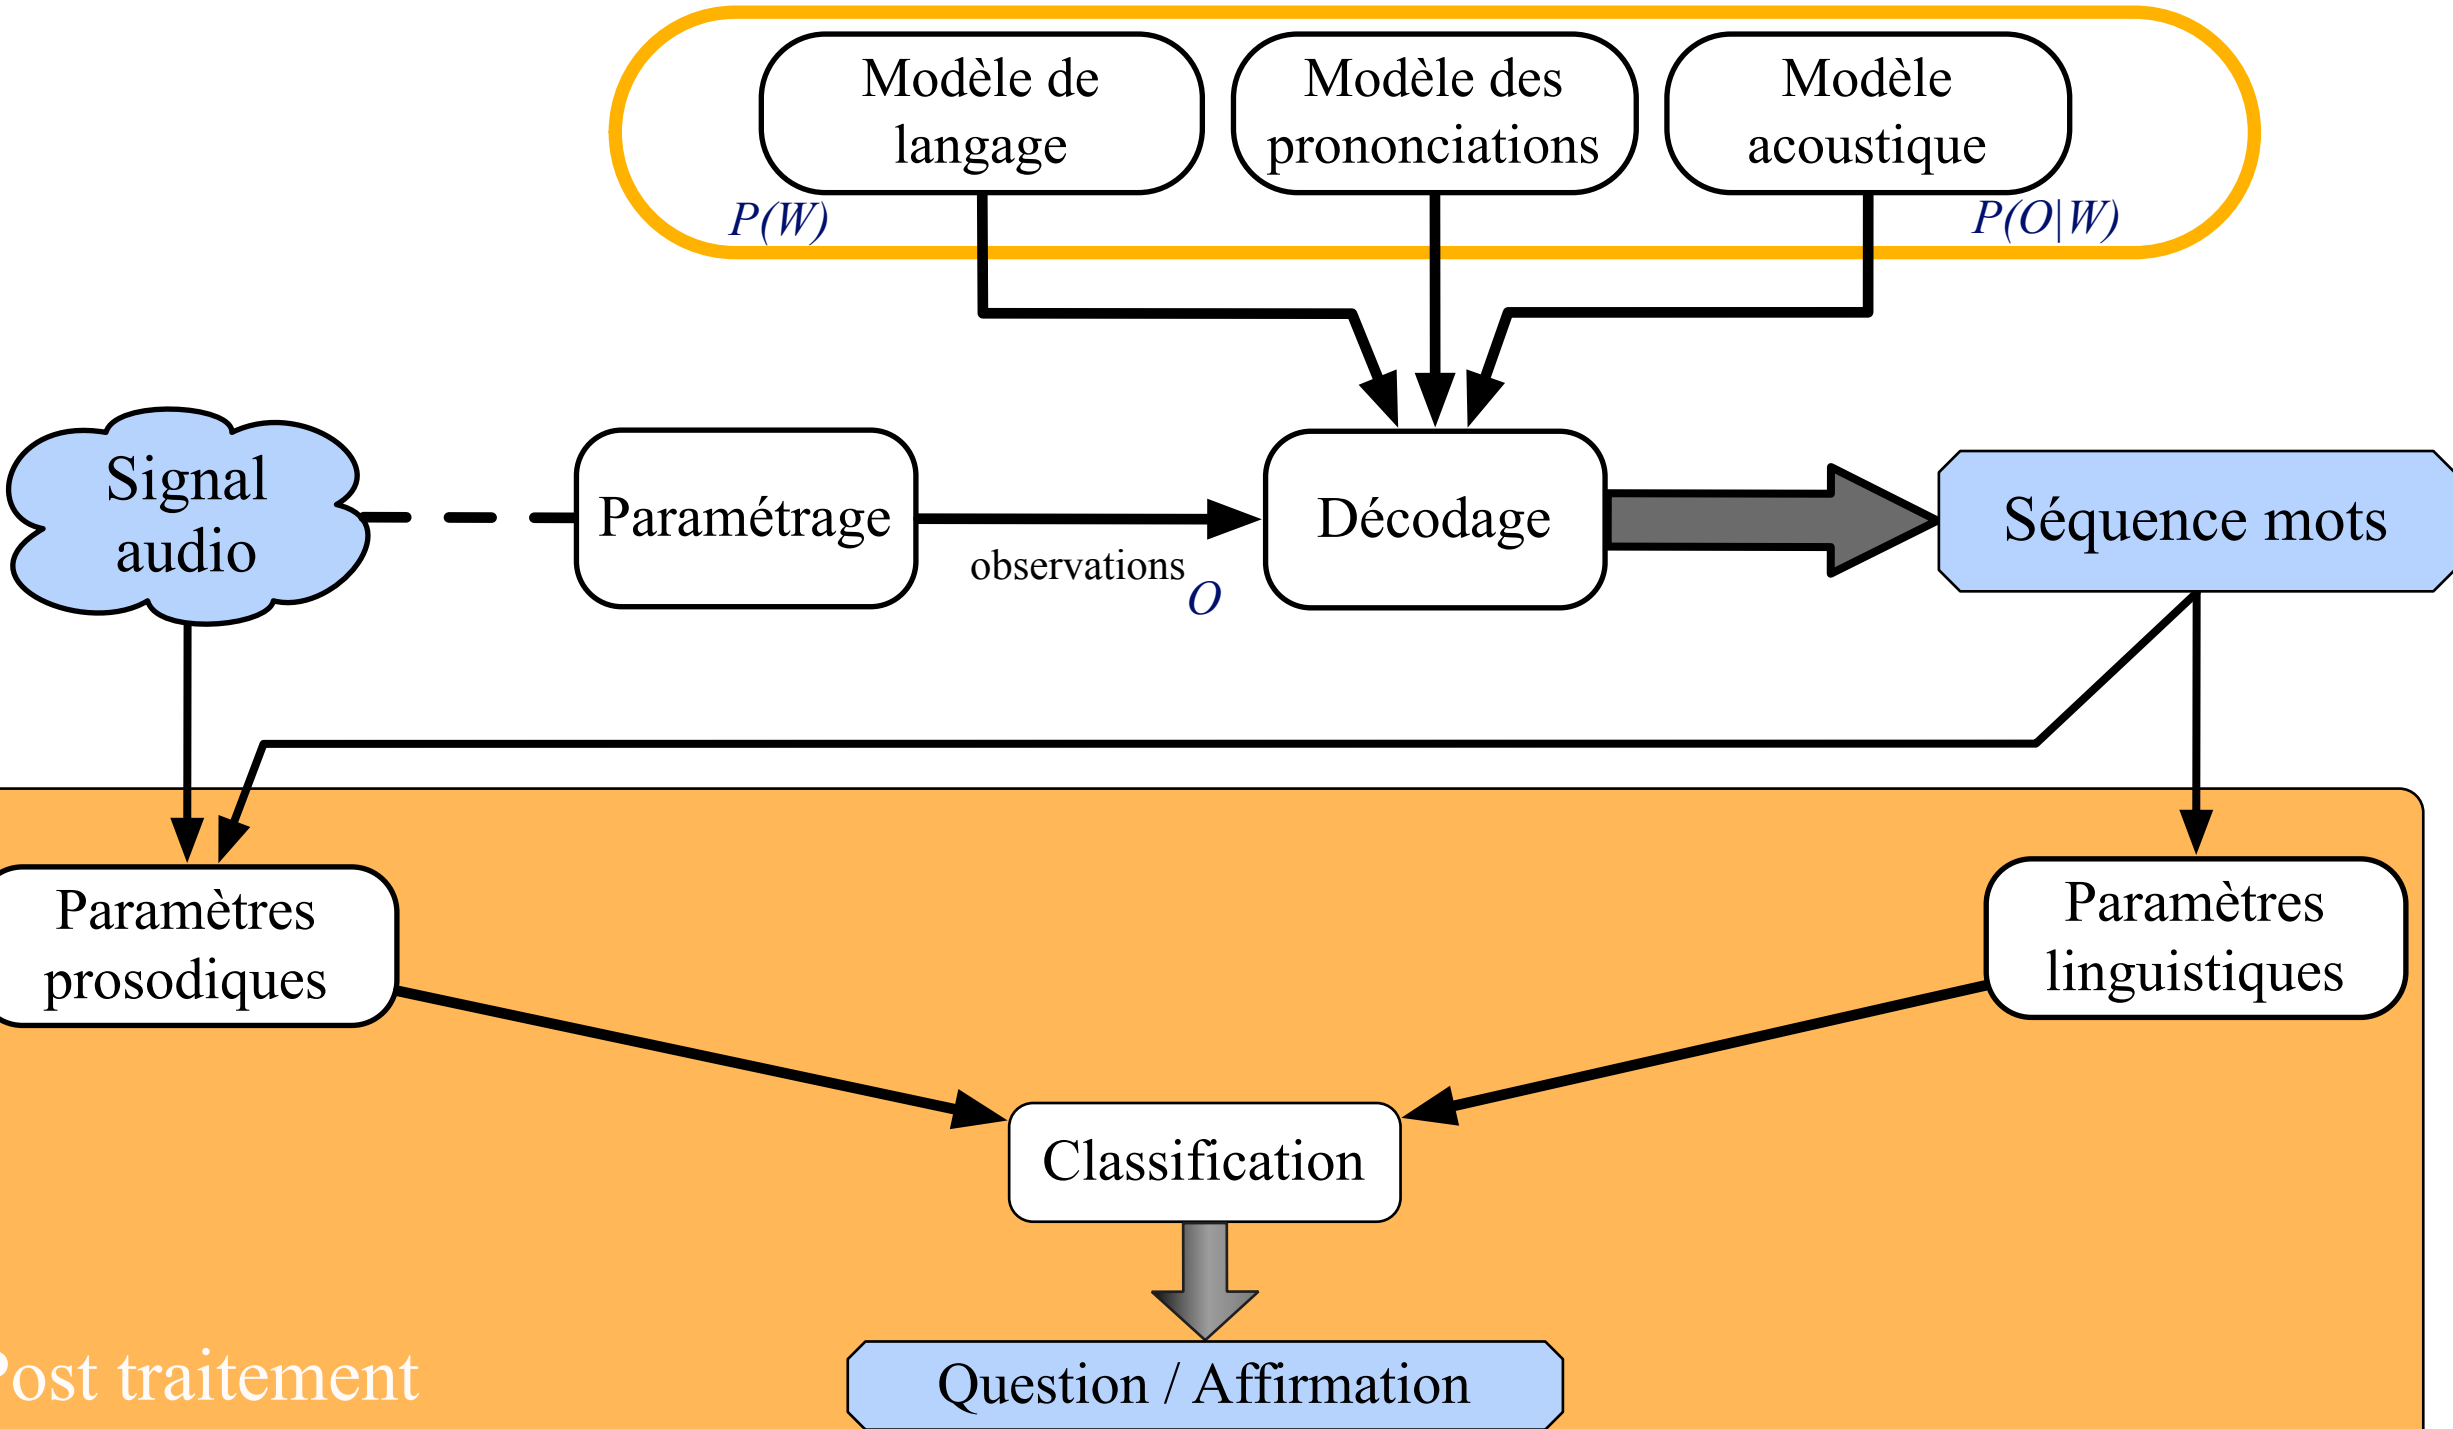 Modèle de
langage
Modèle des
prononciations
Modèle
acoustique
P(W)
P(O|W)
Signal
audio
Paramétrage
observations
O
Décodage
Séquence mots
Paramètres
prosodiques
Paramètres
linguistiques
Classification
Post traitement
Question / Affirmation